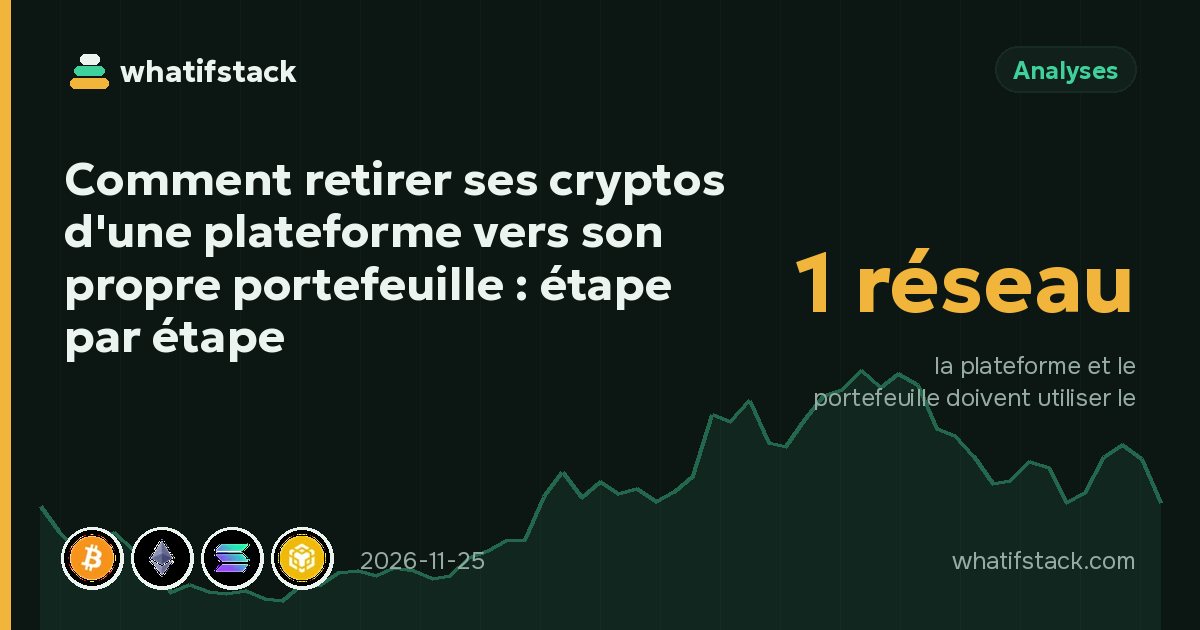 whatifstack
Analyses
Comment retirer ses cryptos
d'une plateforme vers son
propre portefeuille : étape
par étape
1 réseau
la plateforme et le
portefeuille doivent utiliser le
2026-11-25
whatifstack.com